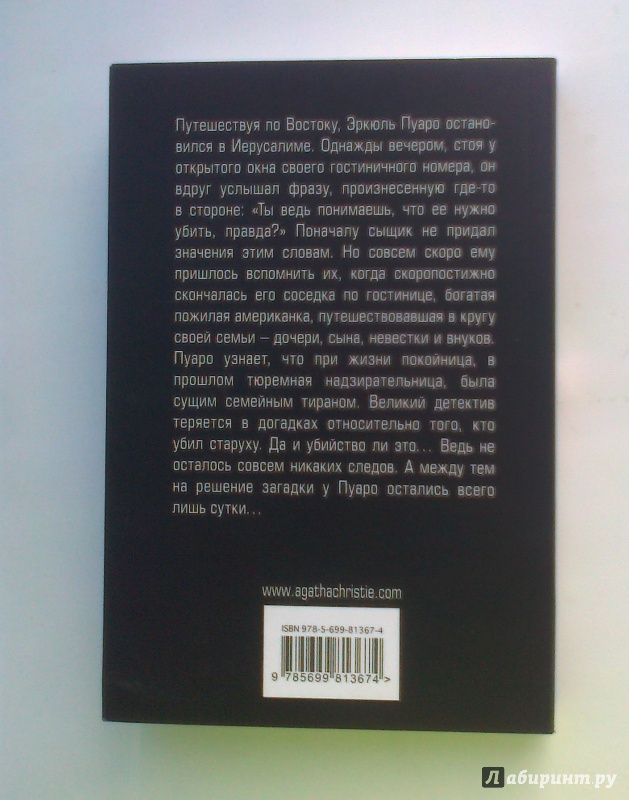 Путешествуя по Востоку, Эркюль Пуаро остано-
вился в Иерусалиме. Однажды вечером, стоя у
открытого окна своего гостиничного номера, он
вдруг услышал фразу, произнесенную где-то
в стороне: «Ты ведь понимаешь, что ее нужно
убить, правда?» Поначалу сыщик не придал
значения этим словам. Но совсем скоро ему
пришлось вспомнить их, когда скоропостижно
скончалась его соседка по гостинице, богатая
пожилая американка, путешествовавшая в кругу
своей семьи – дочери, сына, невестки и внуков.
Пуаро узнает, что при жизни покойница, в
прошлом тюремная надзирательница, была
сущим семейным тираном. Великий детектив
теряется в догадках относительно того, кто
убил старуху. Да и убийство ли это... Ведь не
осталось совсем никаких следов. А между тем
на решение загадки у Пуаро остались всего
лишь сутки...
www.agathachristie.com
ISBN 978-5-699-81367-4
9 785699 813674 >
Лабиринт.ру